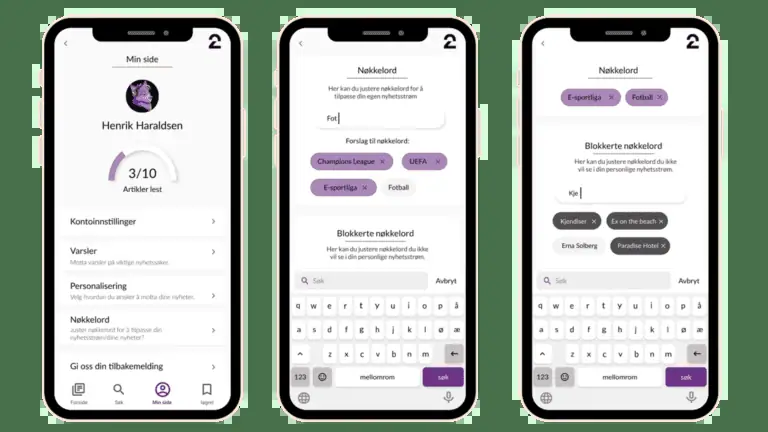 2
Min side
Henrik Haraldsen
3/10
Artikler lest
Kontoinnstilinger
Varsler
Motta varsler på viktige nyhetssaker.
Personalisering
Velg hvordan du ønsker å motta dine nyheter.
Nøkkelord
Juster nøkkelord for å tilpasse din
nyhetsstrøm/dine nyheter?
Gi oss din tilbakemelding
Forside
Søk
Min side
lagret
2
Nøkkelord
Her kan du justere nøkkelord for å
tilpasse din egen nyhetsstrøm
Fot
Forslag til nøkkelord:
Champions League ×
UEFA ×
E-sportliga ×
Fotball
Blokkerte nøkkelord
Her kan du justere nøkkelord du ikke
vil se i din personlige nyhetsstrøm.
Søk
Avbryt
q w e r t y u i o p å
a s d f g h j k l ø æ
z x c v b n m
123
mellomrom
søk
2
Nøkkelord
E-sportliga ×
Fotball ×
Blokkerte nøkkelord
Her kan du justere nøkkelord du ikke
vil se i din personlige nyhetsstrøm.
Kje
Kjendiser ×
Ex on the beach ×
Erna Solberg
Paradise Hotel ×
Søk
Avbryt
q w e r t y u i o p å
a s d f g h j k l ø æ
z x c v b n m
123
mellomrom
søk